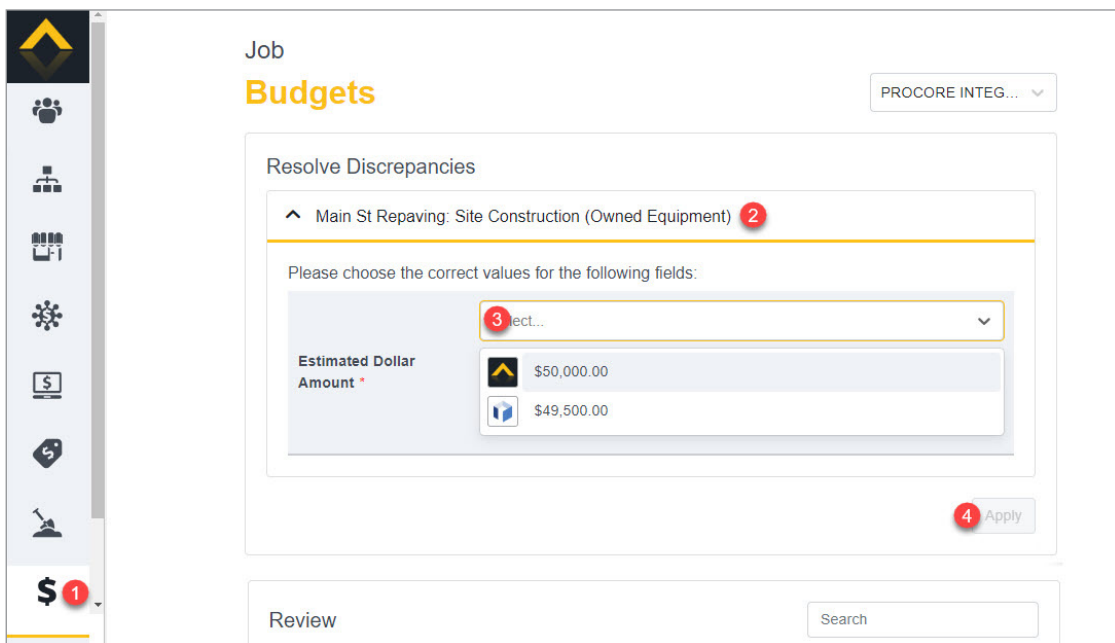 Job
Budgets
PROCORE INTEG...
Resolve Discrepancies
Main St Repaving: Site Construction (Owned Equipment) 2
Please choose the correct values for the following fields:
3 lect...
Estimated Dollar
Amount *
$50,000.00
$49,500.00
4 Apply
$ 1
Review
Search